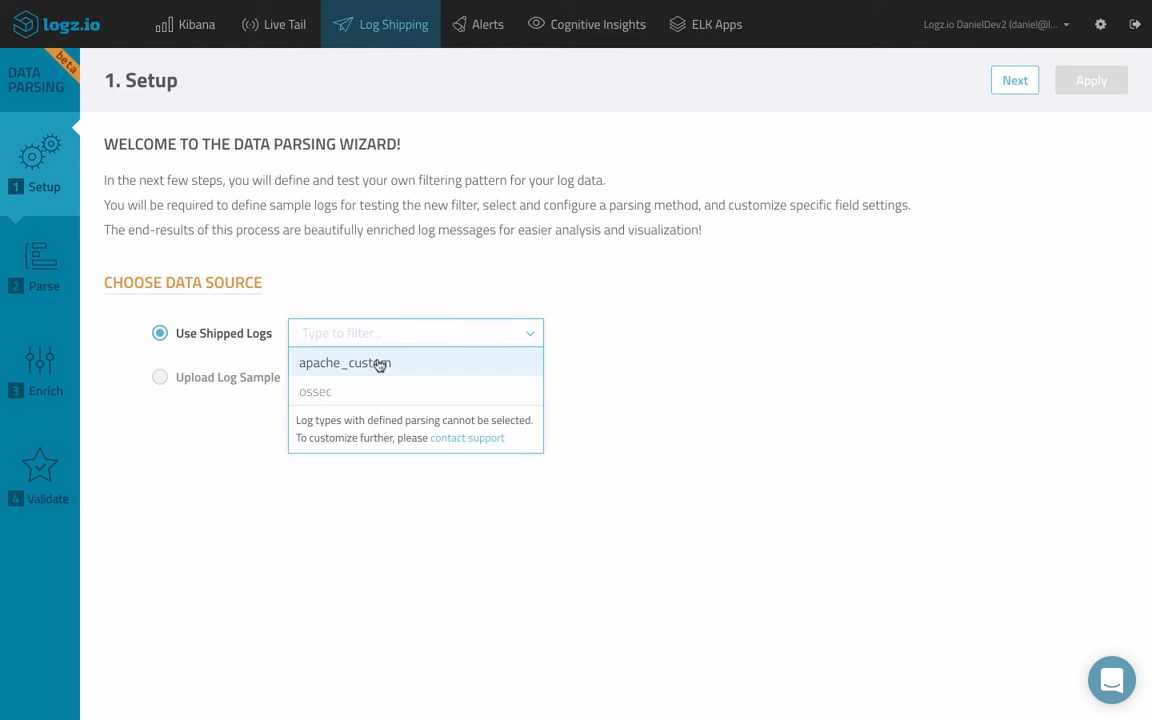 logz.io
Kibana
Live Tail
Log Shipping
Alerts
Cognitive Insights
ELK Apps
Logz.io DanielDev2 (daniel@l...
DATA
PARSING
beta
1. Setup
Next
Apply
1 Setup
2 Parse
3 Enrich
4 Validate
WELCOME TO THE DATA PARSING WIZARD!
In the next few steps, you will define and test your own filtering pattern for your log data.
You will be required to define sample logs for testing the new filter, select and configure a parsing method, and customize specific field settings.
The end-results of this process are beautifully enriched log messages for easier analysis and visualization!
CHOOSE DATA SOURCE
Use Shipped Logs
Type to filter...
apache_custom
ossec
Upload Log Sample
Log types with defined parsing cannot be selected.
To customize further, please contact support